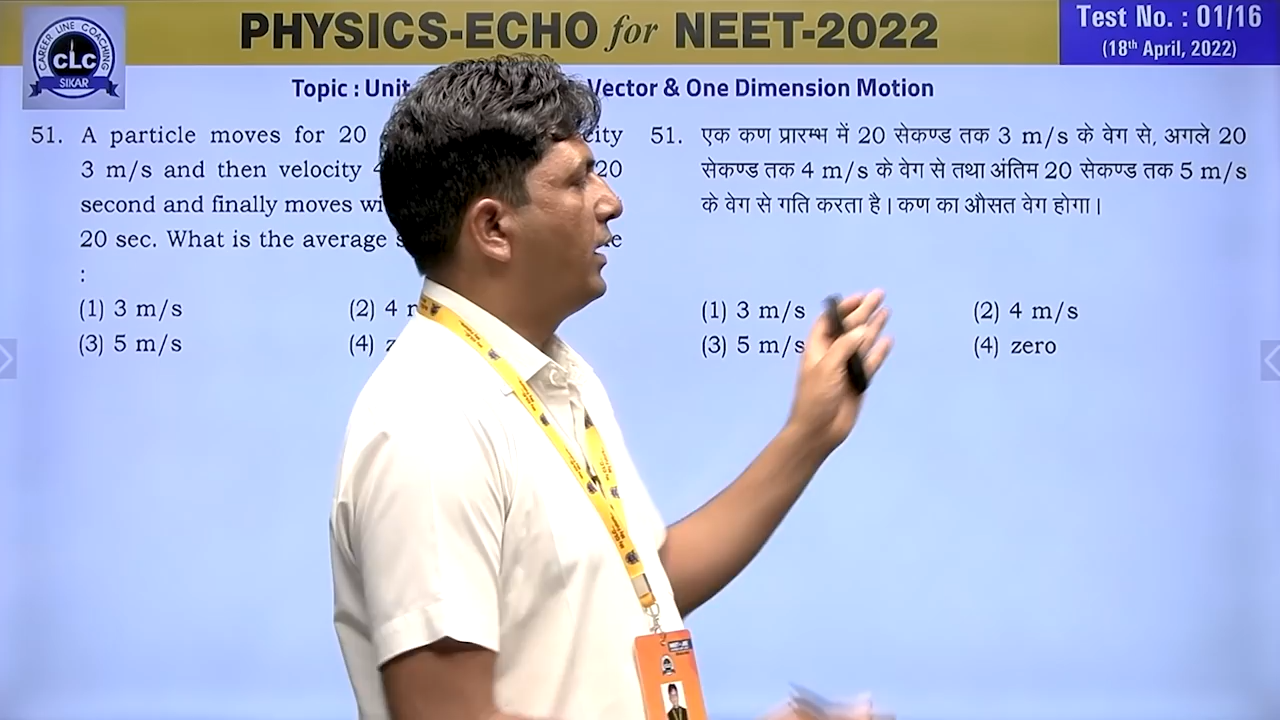 PHYSICS-ECHO for NEET-2022
Test No. : 01/16
(18th April, 2022)
CAREER LINE COACHING
CLC
SIKAR
Topic : Unit Vector & One Dimension Motion
51. A particle moves for 20
3 m/s and then velocity 20
second and finally moves
20 sec. What is the average
:
(1) 3 m/s (2) 4
(3) 5 m/s (4)
51. एक कण प्रारम्भ में 20 सेकण्ड तक 3 m/s के वेग से, अगले 20
सेकण्ड तक 4 m/s के वेग से तथा अंतिम 20 सेकण्ड तक 5 m/s
के वेग से गति करता है। कण का औसत वेग होगा।
(1) 3 m/s (2) 4 m/s
(3) 5 m/s (4) zero